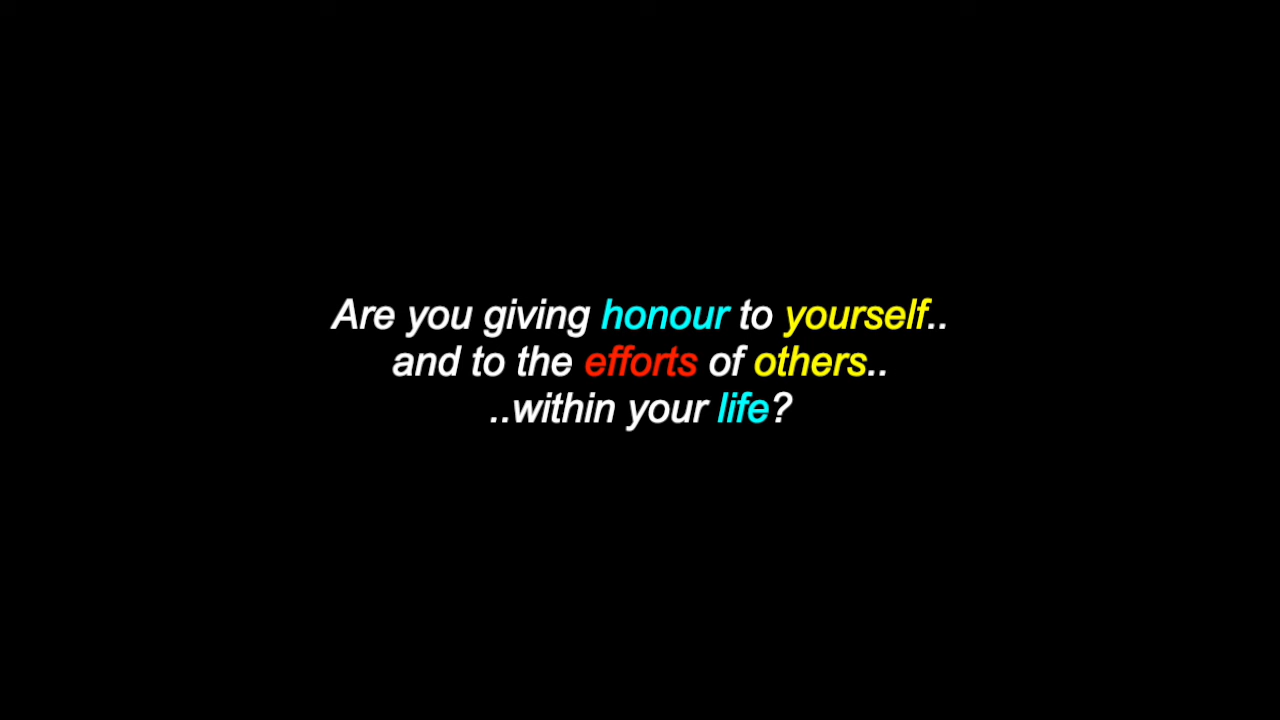 Are you giving honour to yourself..
and to the efforts of others..
..within your life?